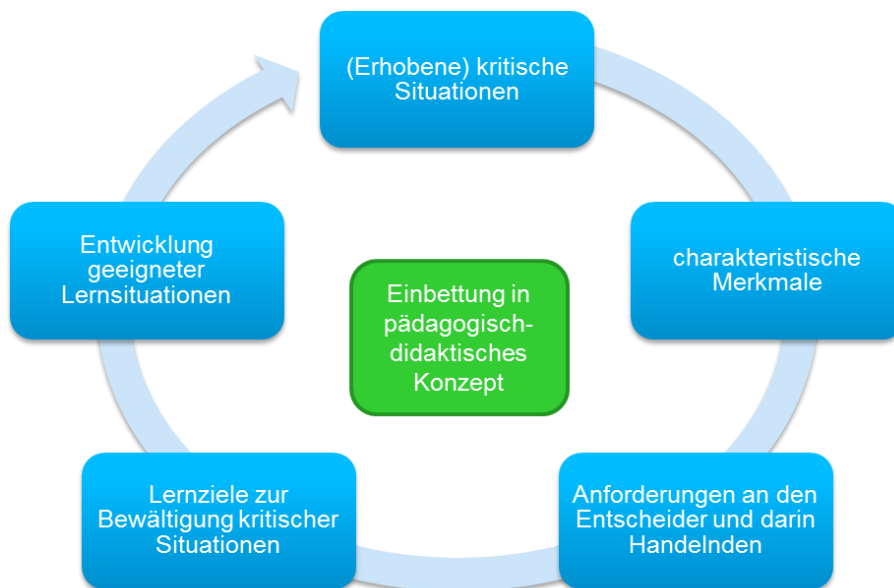 (Erhobene) kritische
Situationen
charakteristische
Merkmale
Anforderungen an den
Entscheider und darin
Handelnden
Lernziele zur
Bewältigung kritischer
Situationen
Entwicklung
geeigneter
Lernsituationen
Einbettung in
pädagogisch-
didaktisches
Konzept